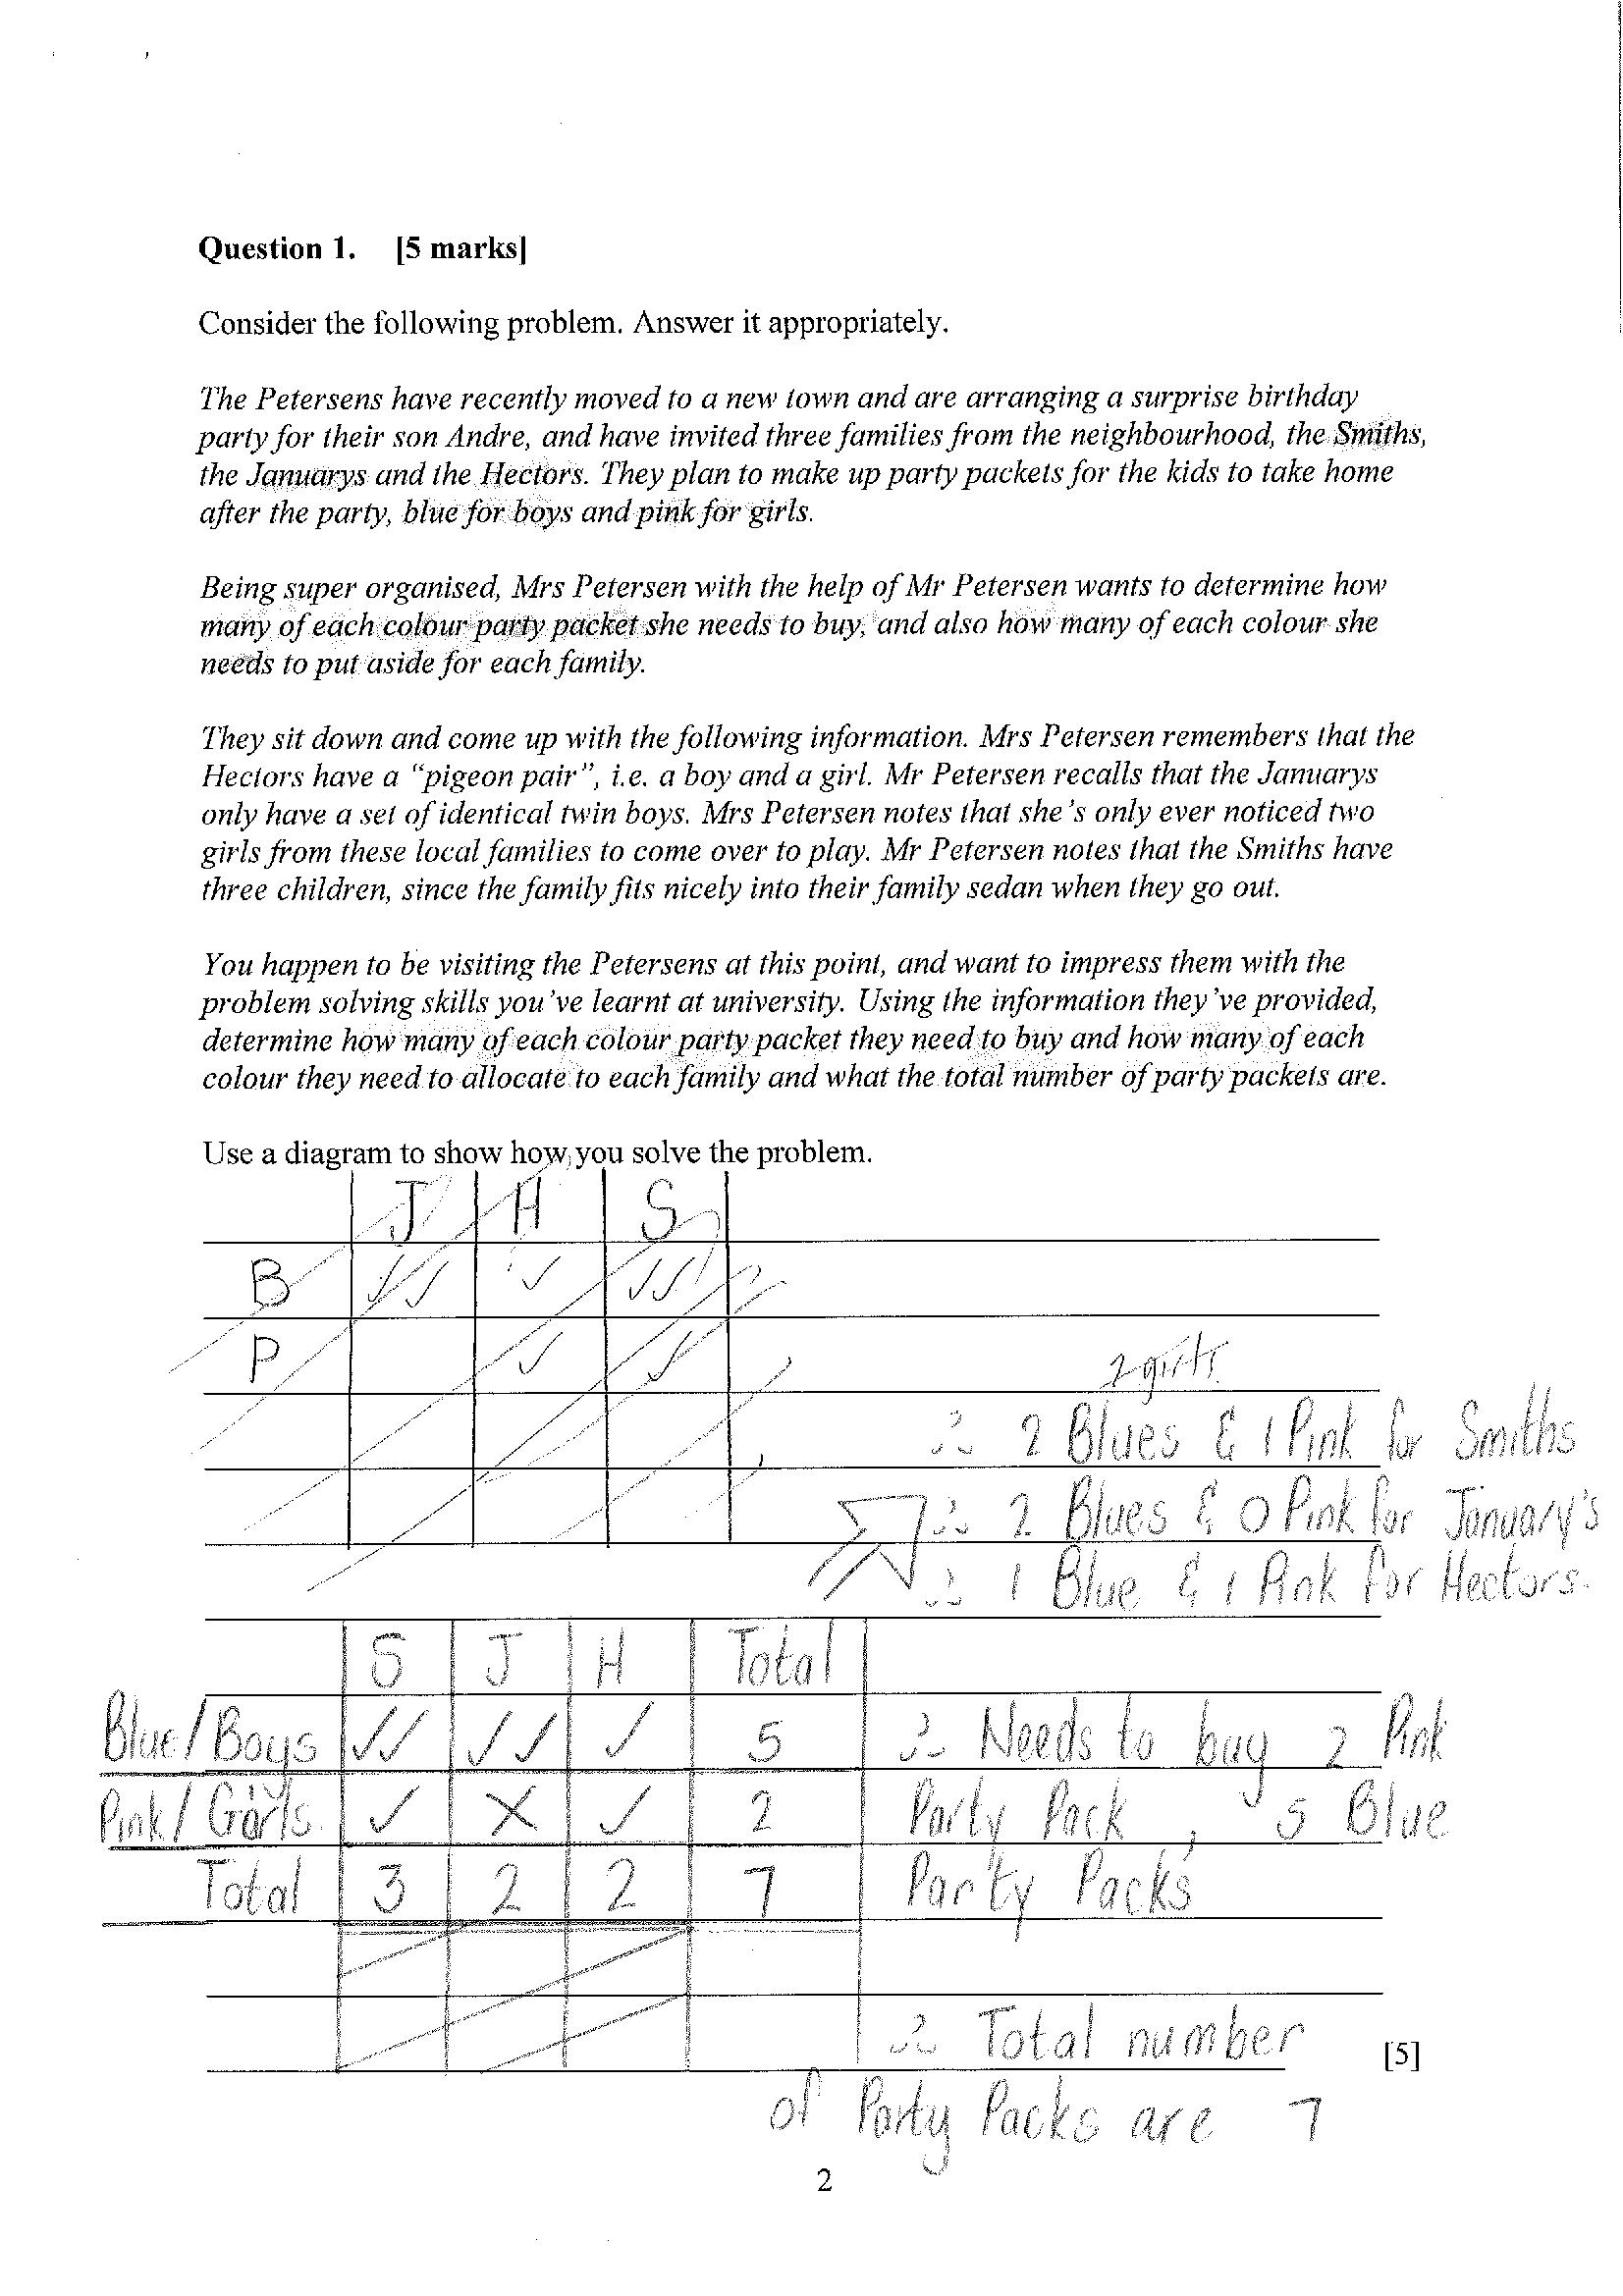 Question 1. [5 marks]
Consider the following problem. Answer it appropriately.
The Petersens have recently moved to a new town and are arranging a surprise birthday
party for their son Andre, and have invited three families from the neighbourhood, the Smiths,
the Januarys and the Hectors. They plan to make up party packets for the kids to take home
after the party, blue for boys and pink for girls.
Being super organised, Mrs Petersen with the help of Mr Petersen wants to determine how
many of each colour party packet she needs to buy, and also how many of each colour she
needs to put aside for each family.
They sit down and come up with the following information. Mrs Petersen remembers that the
Hectors have a “pigeon pair”, i.e. a boy and a girl. Mr Petersen recalls that the Januarys
only have a set of identical twin boys. Mrs Petersen notes that she’s only ever noticed two
girls from these local families to come over to play. Mr Petersen notes that the Smiths have
three children, since the family fits nicely into their family sedan when they go out.
You happen to be visiting the Petersens at this point, and want to impress them with the
problem solving skills you’ve learnt at university. Using the information they’ve provided,
determine how many of each colour party packet they need to buy and how many of each
colour they need to allocate to each family and what the total number of party packets are.
Use a diagram to show how you solve the problem.
J H S
B ✓✓ ✓ ✓✓
P ✓ ✓
2 girls
∴ 2 Blues & 1 Pink for Smiths
∴ 2 Blues & 0 Pink for January's
∴ 1 Blue & 1 Pink for Hectors.
S J H Total
Blue/Boys ✓✓ ✓✓ ✓ 5 ∴ Needs to buy 2 Pink
Pink/Girls ✓ ✗ ✓ 2 Party Pack, 5 Blue
Total 3 2 2 7 Party Packs
∴ Total number
[5]
of Party Packs are 7
2